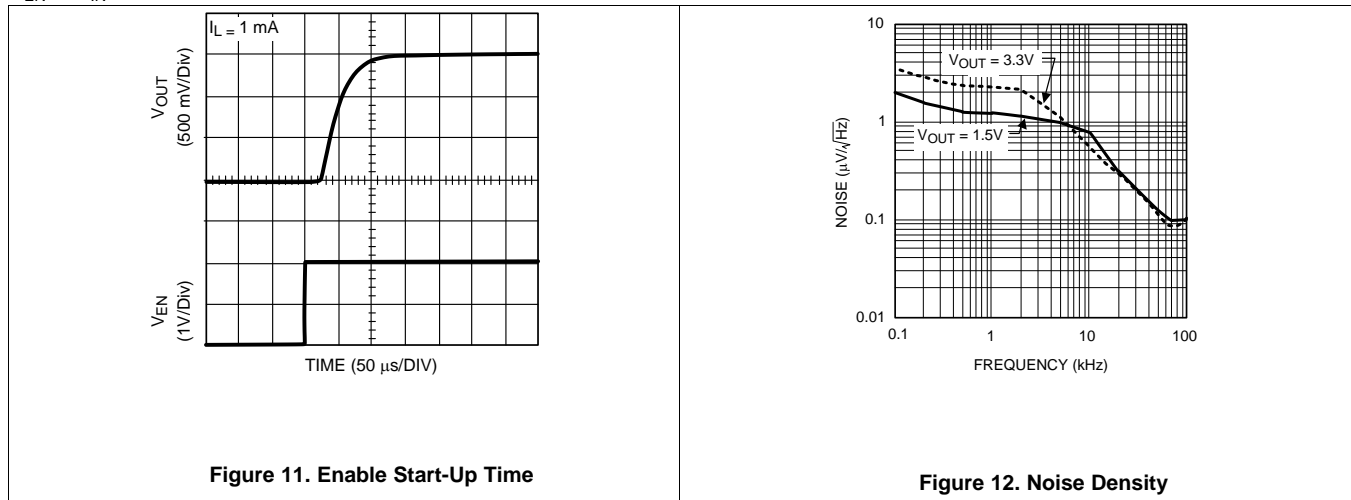 I_L = 1 mA
V_OUT
(500 mV/Div)
V_EN
(1V/Div)
TIME (50 μs/DIV)
Figure 11. Enable Start-Up Time
10
1
0.1
0.01
NOISE (μV/√Hz)
V_OUT = 3.3V
V_OUT = 1.5V
0.1
1
10
100
FREQUENCY (kHz)
Figure 12. Noise Density